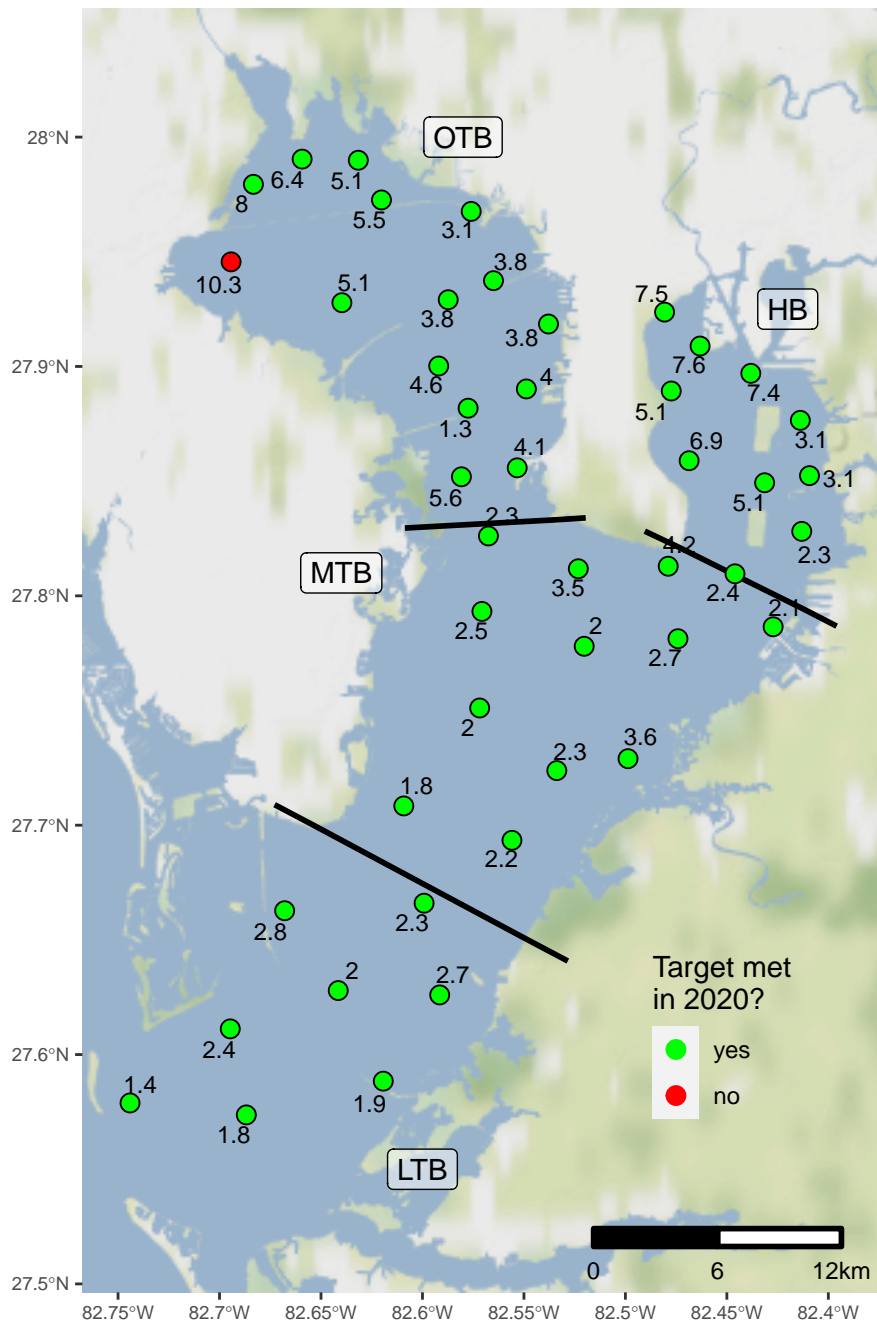 28°N
OTB
6.4
5.1
8
5.5
3.1
10.3
5.1
3.8
3.8
3.8
7.5
HB
7.6
27.9°N
4.6
4
5.1
7.4
1.3
3.1
4.1
6.9
5.6
5.1
3.1
2.3
4.2
2.3
MTB
3.5
2.4
2.1
27.8°N
2.5
2
2.7
2
2.3
3.6
1.8
27.7°N
2.2
2.8
2.3
2
2.7
Target met
in 2020?
2.4
yes
27.6°N
1.4
1.9
no
1.8
LTB
0 6 12km
27.5°N
82.75°W 82.7°W 82.65°W 82.6°W 82.55°W 82.5°W 82.45°W 82.4°W